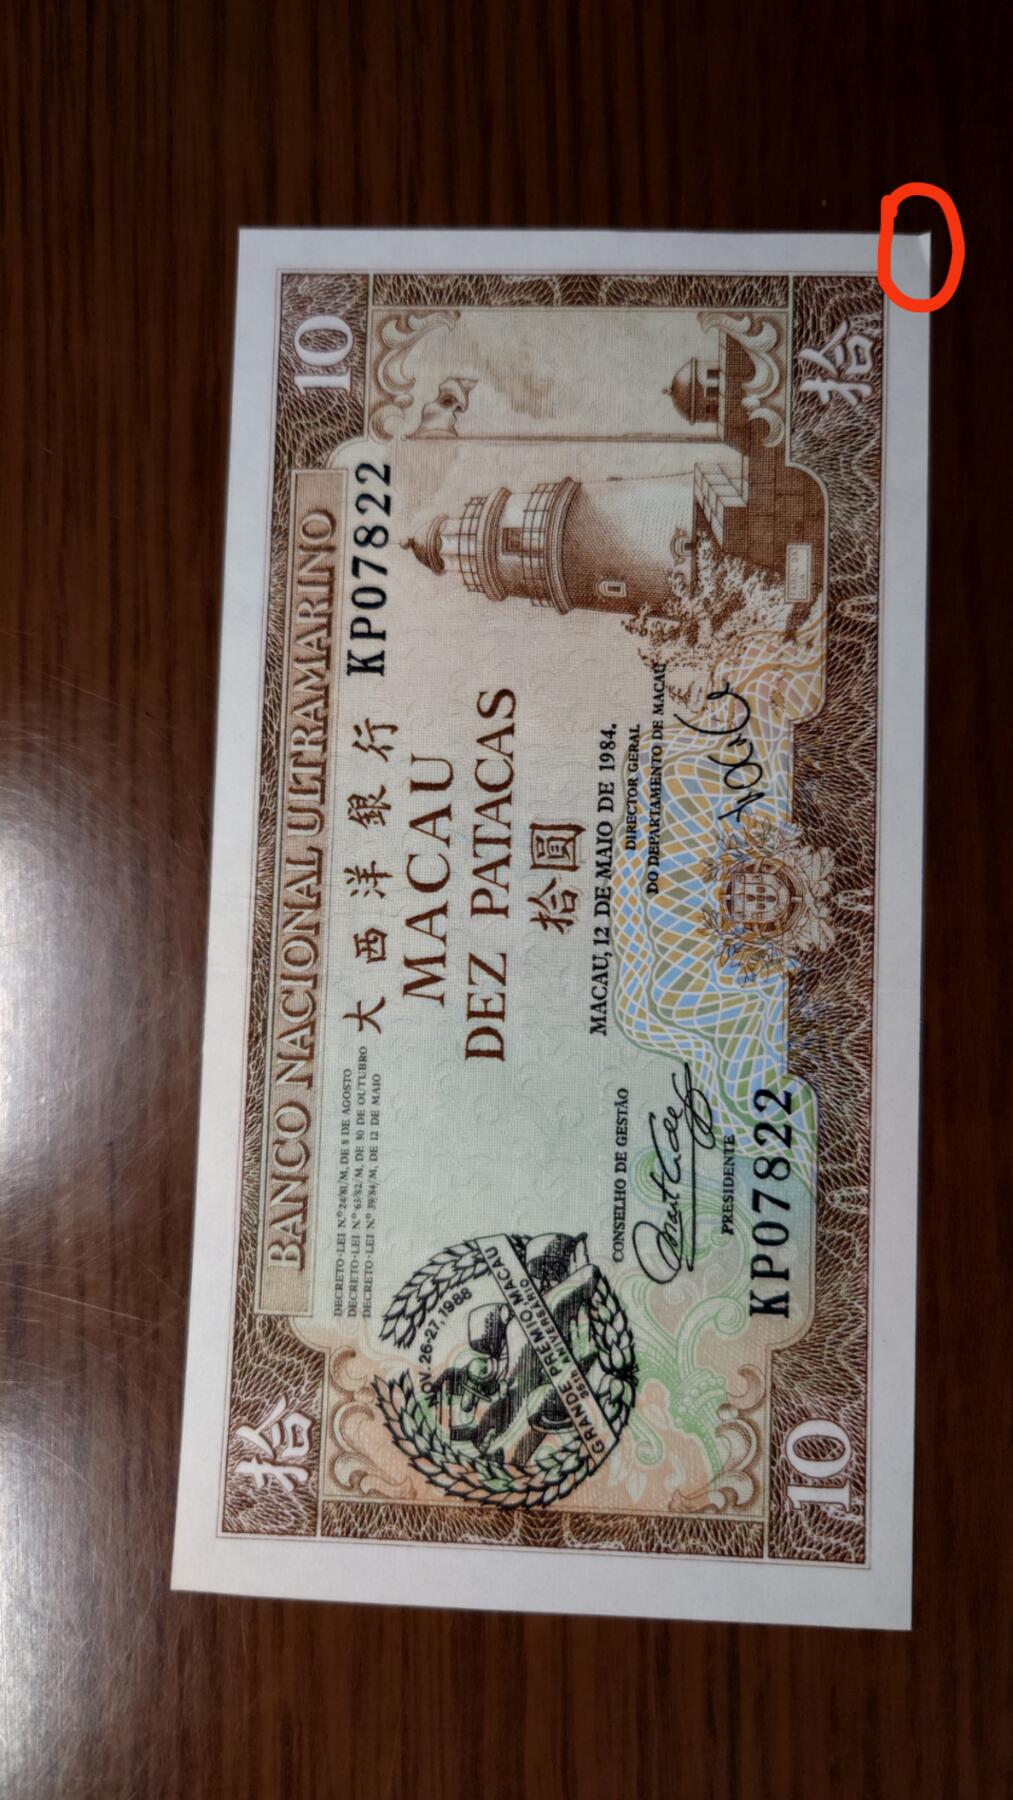 10
拾
BANCO NACIONAL ULTRAMARINO
DECRETO-LEI N.º 24/81/M, DE 8 DE AGOSTO
DECRETO-LEI N.º 63/82/M, DE 30 DE OUTUBRO
DECRETO-LEI N.º 39/84/M, DE 12 DE MAIO
大西洋銀行
KP07822
MACAU
DEZ PATACAS
拾圓
NOV. 26-27, 1988
GRANDE PRÉMIO MACAU
35th ANIVERSÁRIO
MACAU, 12 DE MAIO DE 1984.
CONSELHO DE GESTÃO
DIRECTOR GERAL
DO DEPARTAMENTO DE MACAU
PRESIDENTE
KP07822
10
拾